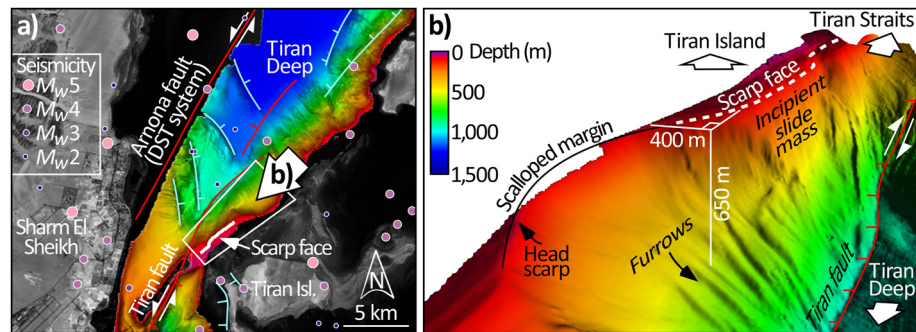 a)
Seismicity
Mw5
Mw4
Mw3
Mw2
Arnona fault
(DST system)
Tiran
Deep
b)
Sharm El
Sheikh
Tiran fault
Scarp face
Tiran Isl.
N
5 km
b)
0 Depth (m)
500
1,000
1,500
Tiran Island
Tiran Straits
Scarp face
Incipient
slide
mass
400 m
650 m
Scalloped margin
Head
scarp
Furrows
Tiran fault
Tiran
Deep